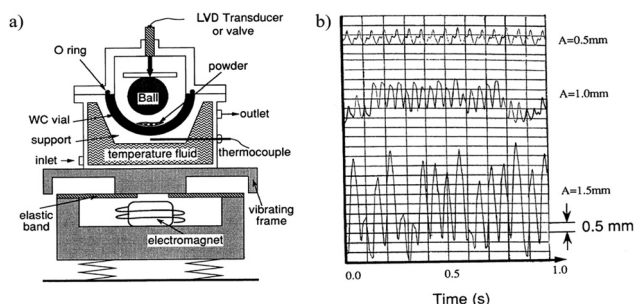 a)
LVD Transducer
or valve
O ring
powder
Ball
WC vial
outlet
support
thermocouple
inlet
temperature fluid
elastic
band
vibrating
frame
electromagnet
b)
A=0.5mm
A=1.0mm
A=1.5mm
0.5 mm
0.0
0.5
1.0
Time (s)